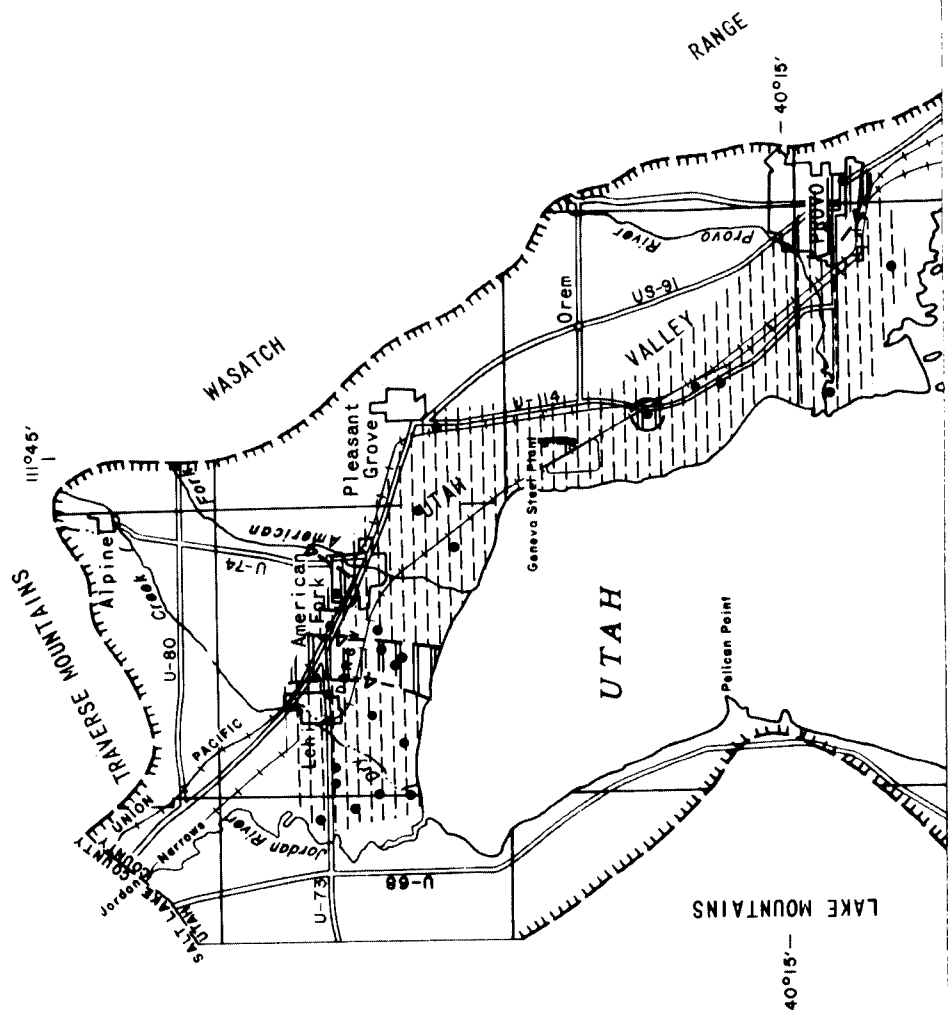 RANGE
40°15'
WASATCH
111°45'
TRAVERSE MOUNTAINS
Alpine
Creek
Fork
American
U-74
U-80
PACIFIC
UNION
SALT LAKE COUNTY
UTAH COUNTY
Jordan Narrows
Jordan River
U-73
U-68
Lehi
American
Fork
Pleasant
Grove
UTAH
VALLEY
Geneva Steel Plant
U-114
Orem
US-91
Provo
River
PROVO
UTAH
Pelican Point
LAKE MOUNTAINS
40°15'